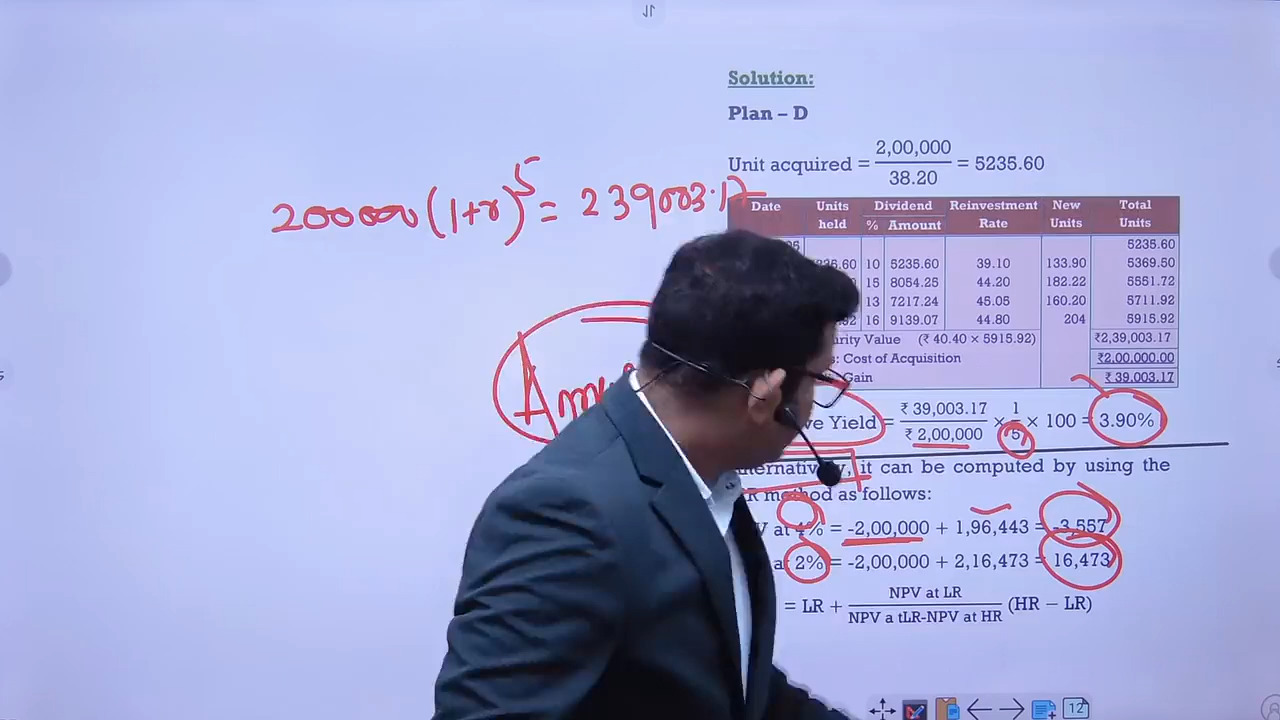 Solution:
Plan – D
Unit acquired = 2,00,000 / 38.20 = 5235.60
200000 (1+r)^5 = 239003.17
Date Units held Dividend % Amount Reinvestment Rate New Units Total Units
5235.60
10 5235.60 39.10 133.90 5369.50
15 8054.25 44.20 182.22 5551.72
13 7217.24 45.05 160.20 5711.92
16 9139.07 44.80 204 5915.92
Value (₹ 40.40 × 5915.92) ₹2,39,003.17
Cost of Acquisition ₹2,00,000.00
Gain ₹ 39,003.17
Yield = ₹ 39,003.17 / ₹ 2,00,000 × 1/5 × 100 = 3.90%
it can be computed by using the
method as follows:
at 4% = -2,00,000 + 1,96,443 = -3,557
2% = -2,00,000 + 2,16,473 = 16,473
= LR + NPV at LR / NPV a tLR-NPV at HR (HR − LR)
12